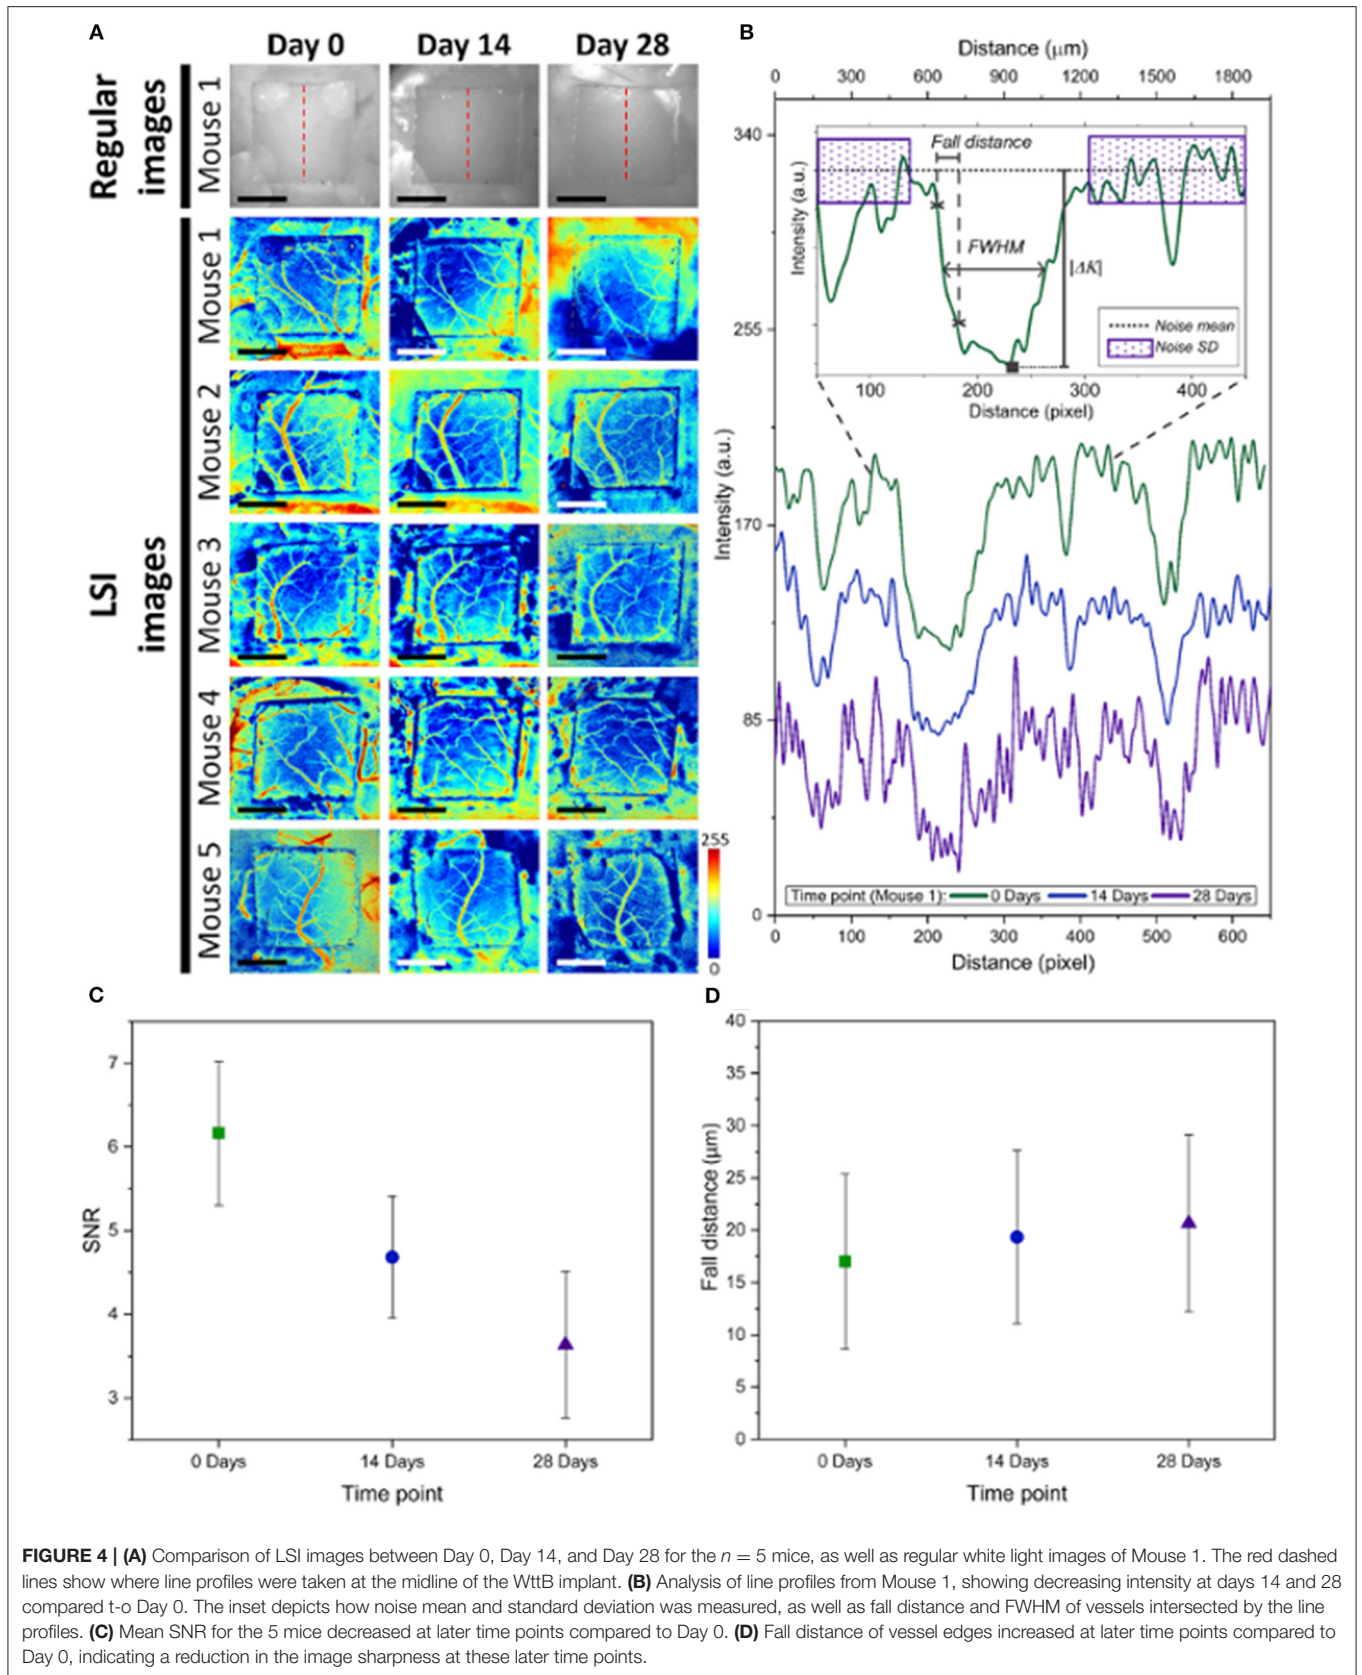 A
Day 0 Day 14 Day 28
Regular
images
Mouse 1
LSI
images
Mouse 1
Mouse 2
Mouse 3
Mouse 4
Mouse 5
255
0
B
Distance (μm)
0 300 600 900 1200 1500 1800
340
255
170
85
0
Intensity (a.u.)
Intensity (a.u.)
Fall distance
FWHM
|ΔK|
Noise mean
Noise SD
100 200 300 400
Distance (pixel)
Time point (Mouse 1): 0 Days 14 Days 28 Days
0 100 200 300 400 500 600
Distance (pixel)
C
7
6
5
4
3
SNR
0 Days 14 Days 28 Days
Time point
D
40
35
30
25
20
15
10
5
0
Fall distance (μm)
0 Days 14 Days 28 Days
Time point
FIGURE 4 | (A) Comparison of LSI images between Day 0, Day 14, and Day 28 for the n = 5 mice, as well as regular white light images of Mouse 1. The red dashed
lines show where line profiles were taken at the midline of the WttB implant. (B) Analysis of line profiles from Mouse 1, showing decreasing intensity at days 14 and 28
compared t-o Day 0. The inset depicts how noise mean and standard deviation was measured, as well as fall distance and FWHM of vessels intersected by the line
profiles. (C) Mean SNR for the 5 mice decreased at later time points compared to Day 0. (D) Fall distance of vessel edges increased at later time points compared to
Day 0, indicating a reduction in the image sharpness at these later time points.